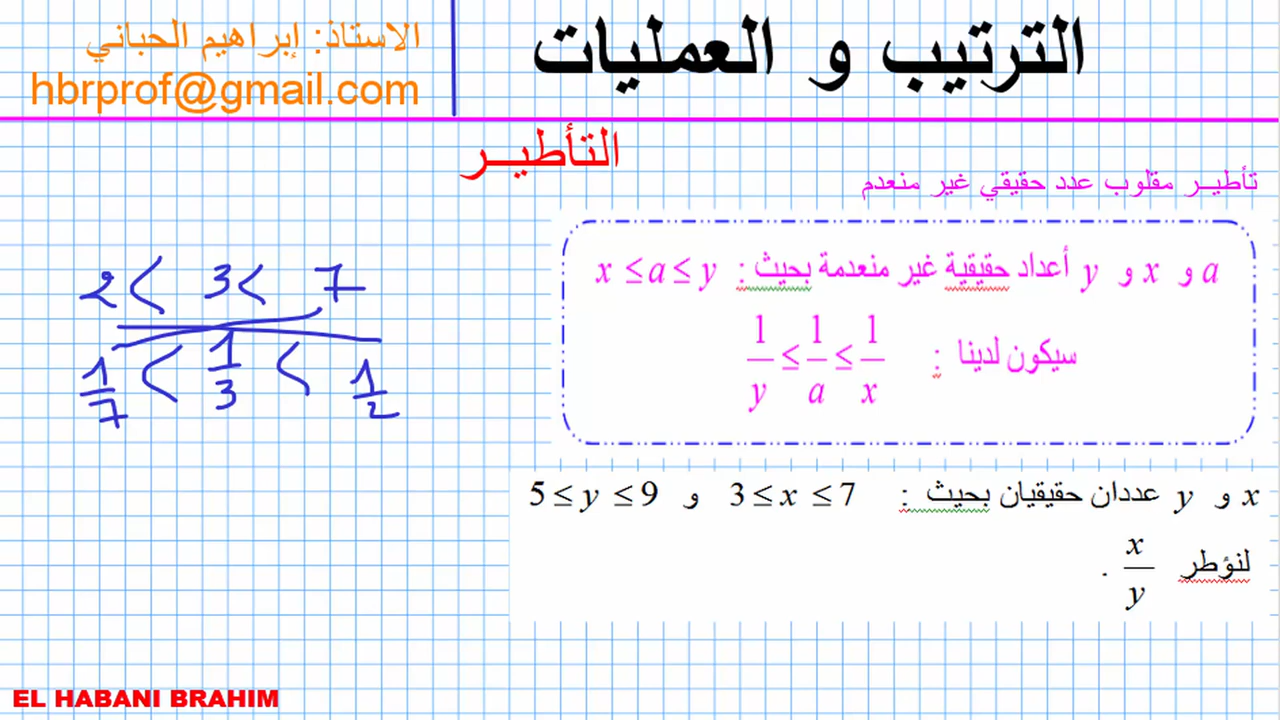 الترتيب و العمليات
الاستاذ: إبراهيم الحباني
hbrprof@gmail.com
التأطيــر
تأطيــر مقلوب عدد حقيقي غير منعدم
a و x و y أعداد حقيقية غير منعدمة بحيث : x ≤ a ≤ y
سيكون لدينا : 1/y ≤ 1/a ≤ 1/x
2 < 3 < 7
1/7 < 1/3 < 1/2
x و y عددان حقيقيان بحيث : 3 ≤ x ≤ 7 و 5 ≤ y ≤ 9
لنؤطر x/y .
EL HABANI BRAHIM